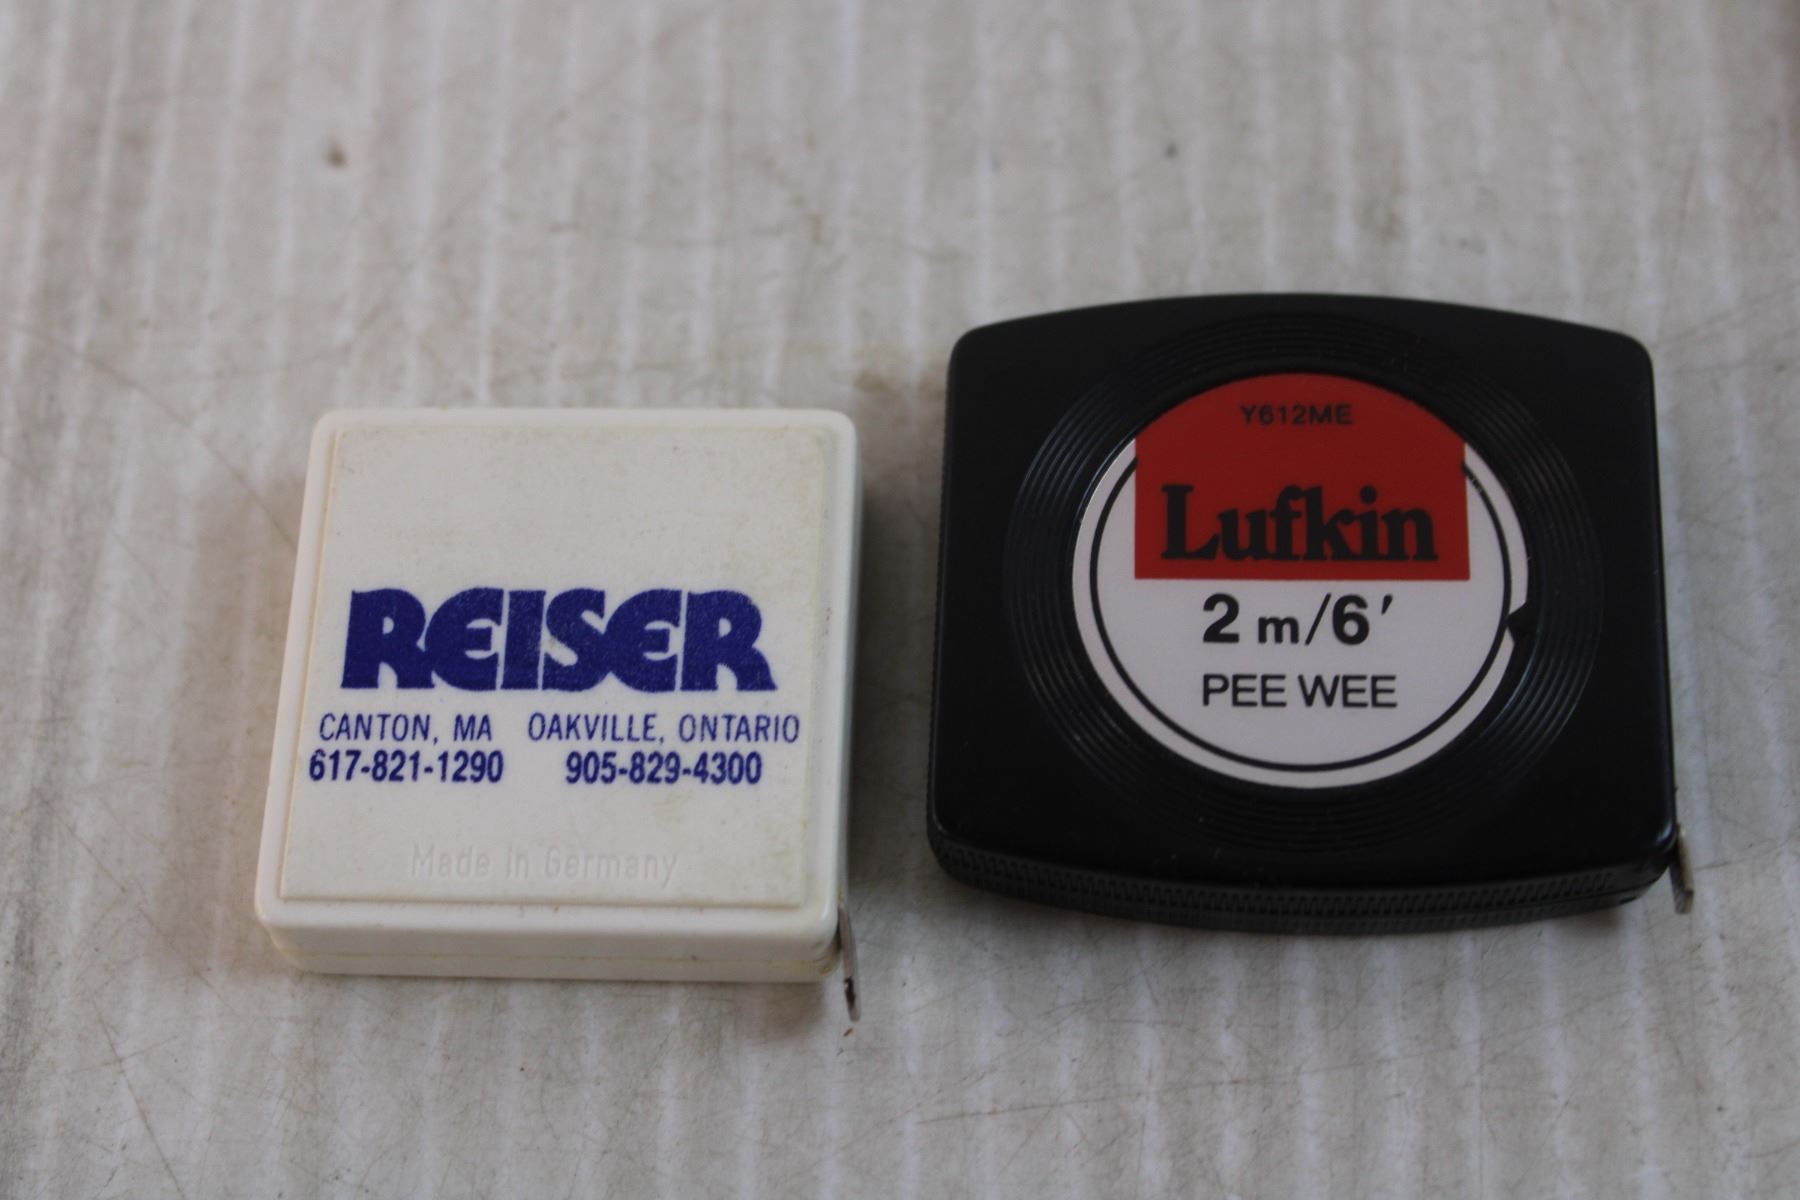 REISER
CANTON, MA OAKVILLE, ONTARIO
617-821-1290 905-829-4300
Made in Germany
Y612ME
Lufkin
2 m/6'
PEE WEE